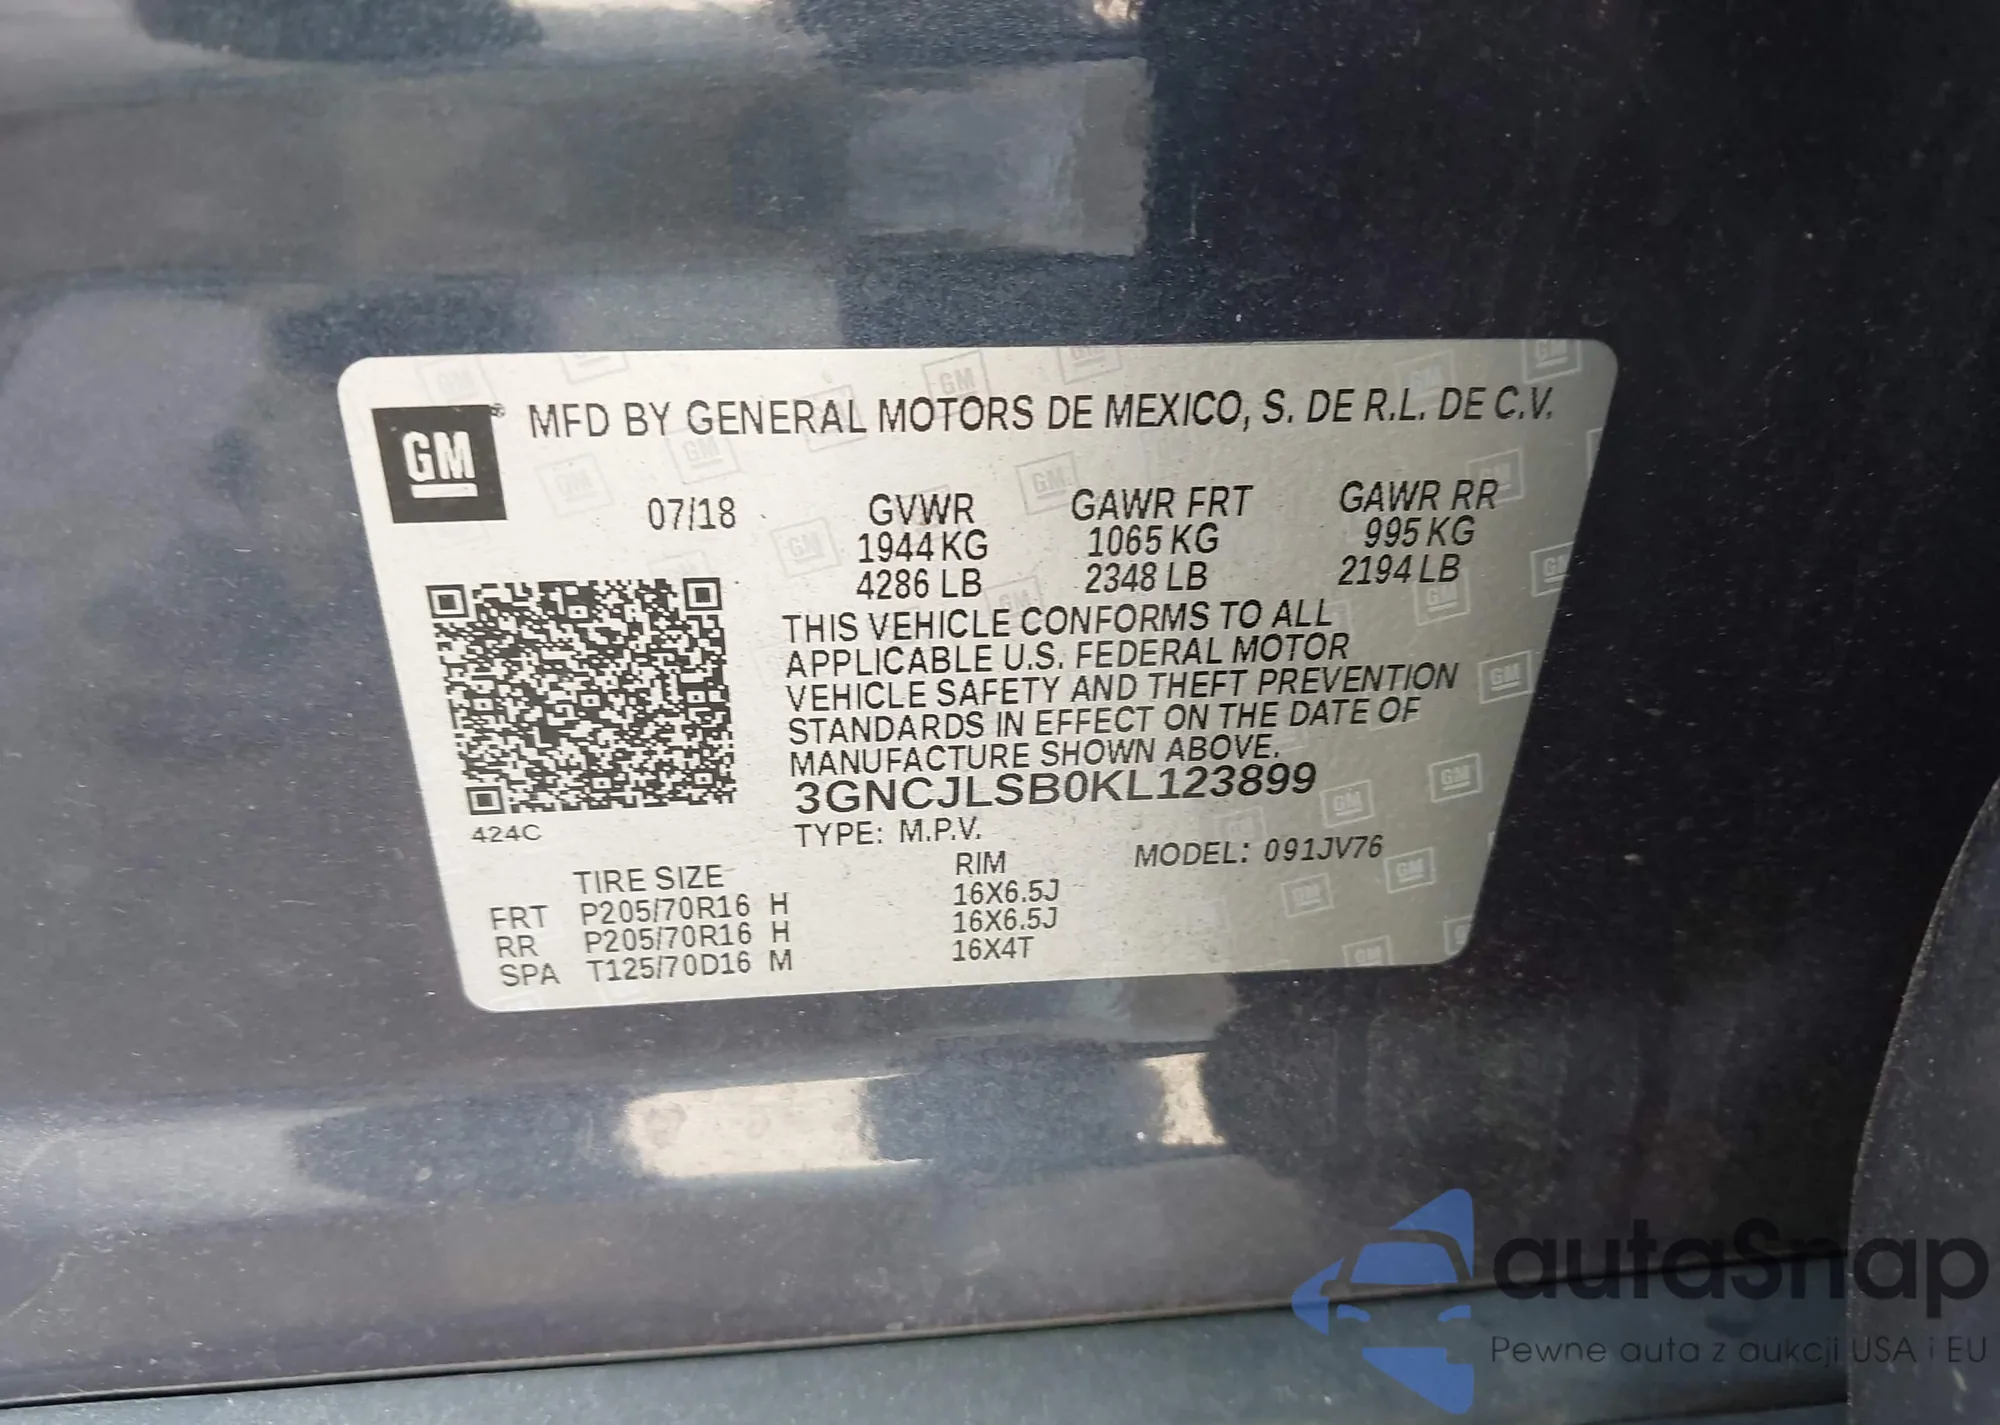 GM® MFD BY GENERAL MOTORS DE MEXICO, S. DE R.L. DE C.V.
07/18 GVWR GAWR FRT GAWR RR
1944 KG 1065 KG 995 KG
4286 LB 2348 LB 2194 LB
THIS VEHICLE CONFORMS TO ALL
APPLICABLE U.S. FEDERAL MOTOR
VEHICLE SAFETY AND THEFT PREVENTION
STANDARDS IN EFFECT ON THE DATE OF
MANUFACTURE SHOWN ABOVE.
3GNCJLSB0KL123899
424C TYPE: M.P.V. MODEL: 091JV76
TIRE SIZE RIM
FRT P205/70R16 H 16X6.5J
RR P205/70R16 H 16X6.5J
SPA T125/70D16 M 16X4T
autaSnap
Pewne auta z aukcji USA i EU